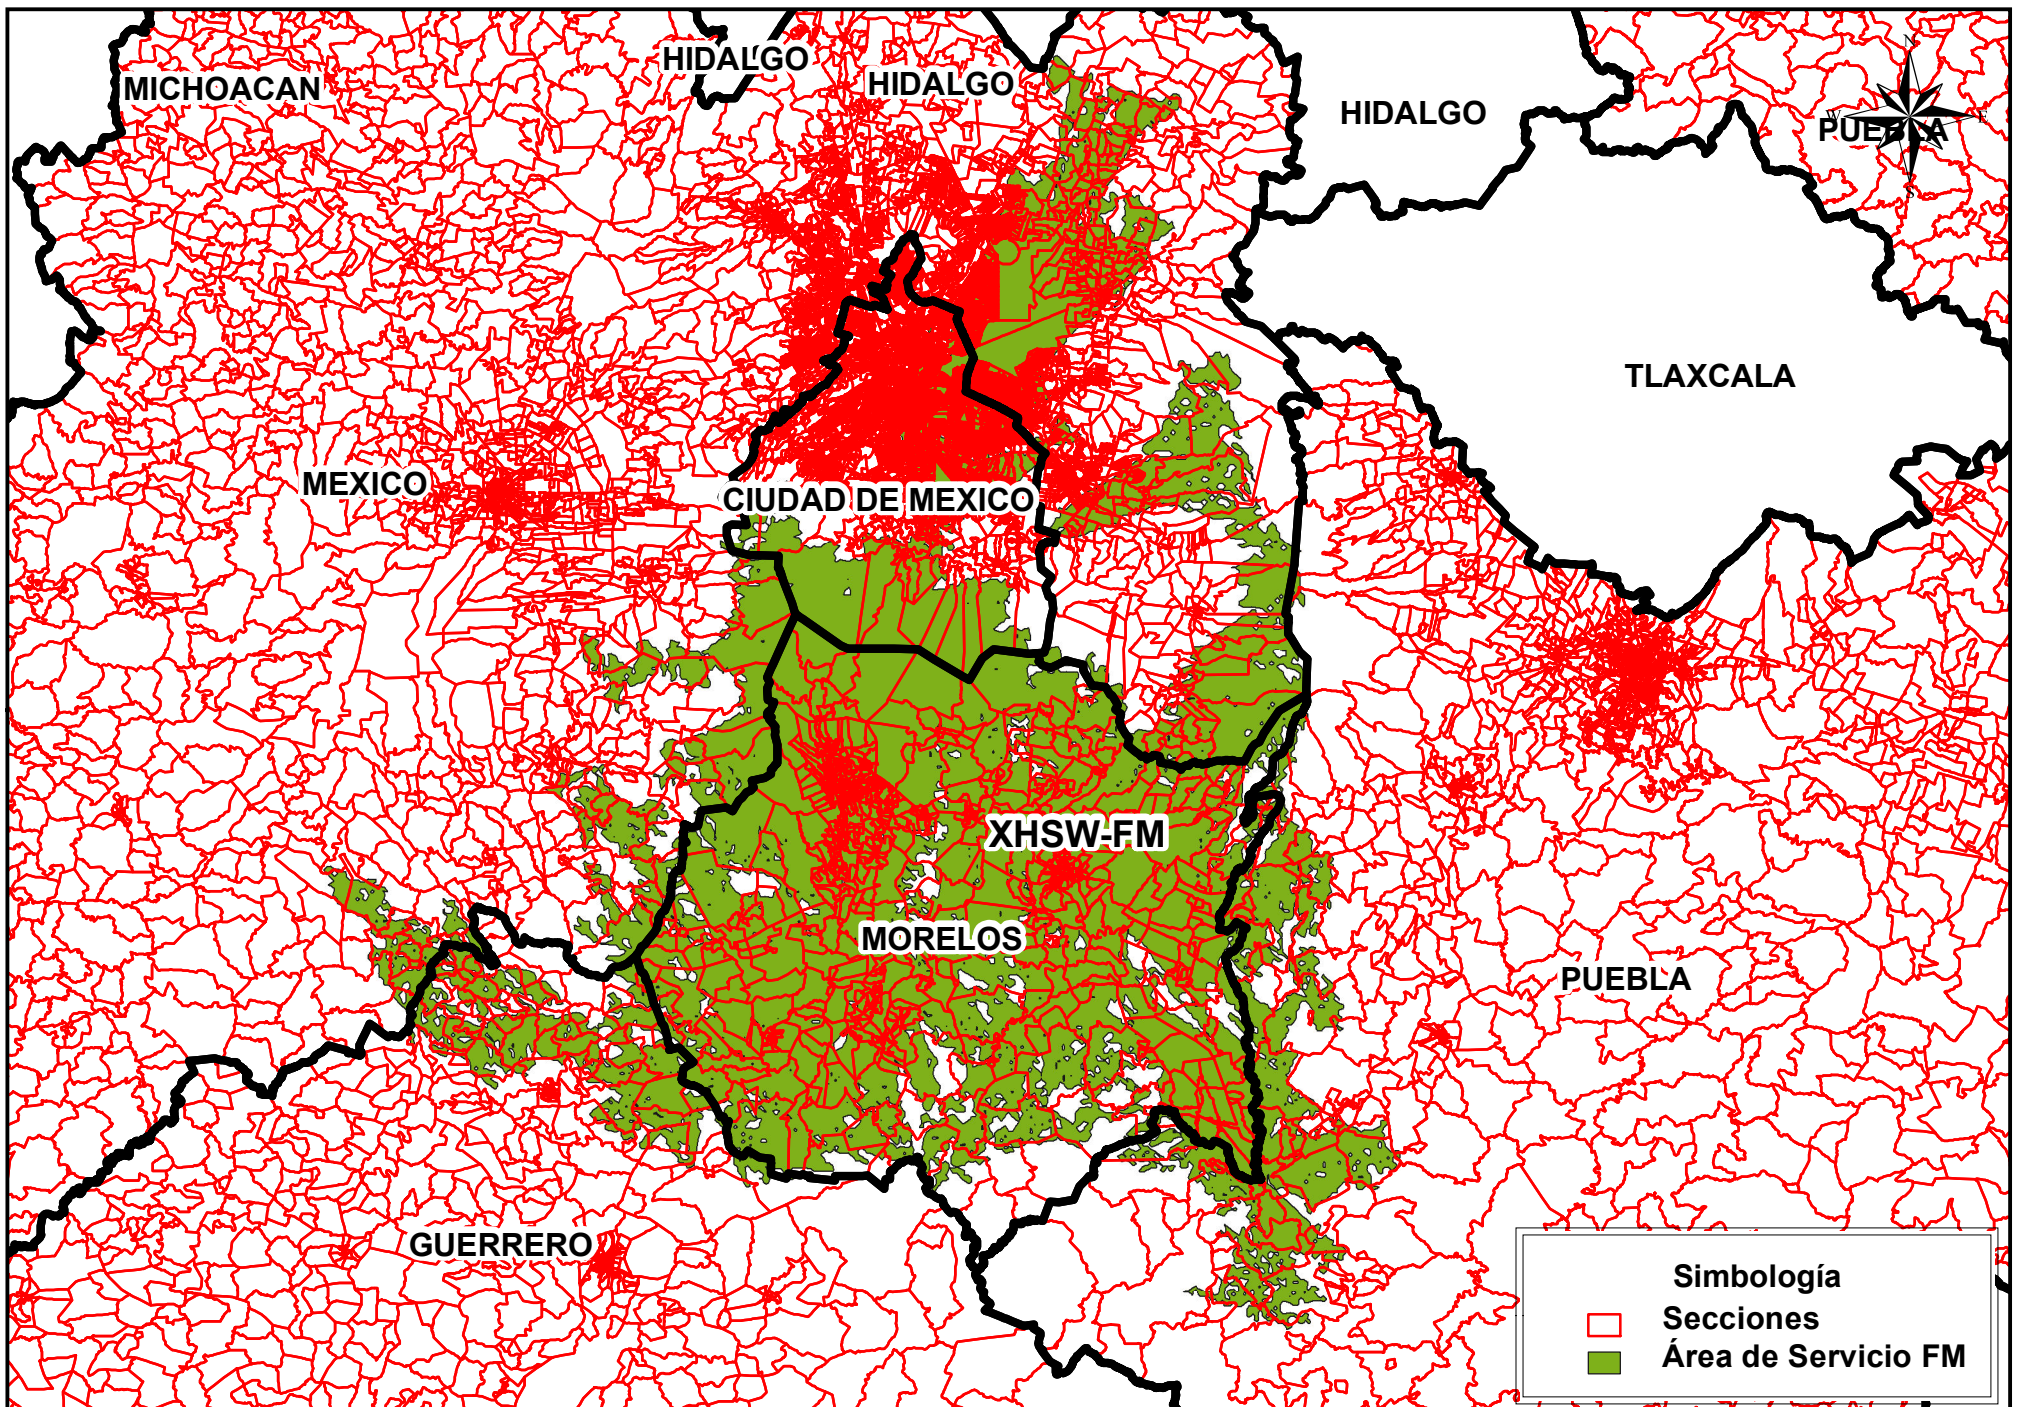 HIDALGO
MICHOACAN
HIDALGO
HIDALGO
N
W
E
S
PUEBLA
TLAXCALA
MEXICO
CIUDAD DE MEXICO
XHSW-FM
MORELOS
PUEBLA
GUERRERO
Simbología
Secciones
Área de Servicio FM